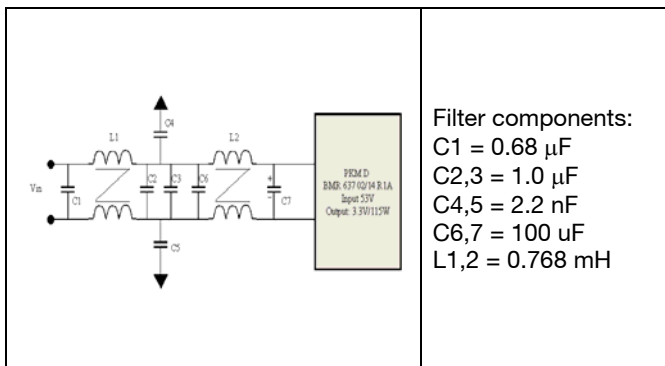 L1
C4
L2
Vin
C1
C2
C3
C6
C7
C5
PKM D
BMR 637 02/14 R1A
Input 53V
Output: 3.3V/115W
Filter components:
C1 = 0.68 μF
C2,3 = 1.0 μF
C4,5 = 2.2 nF
C6,7 = 100 uF
L1,2 = 0.768 mH